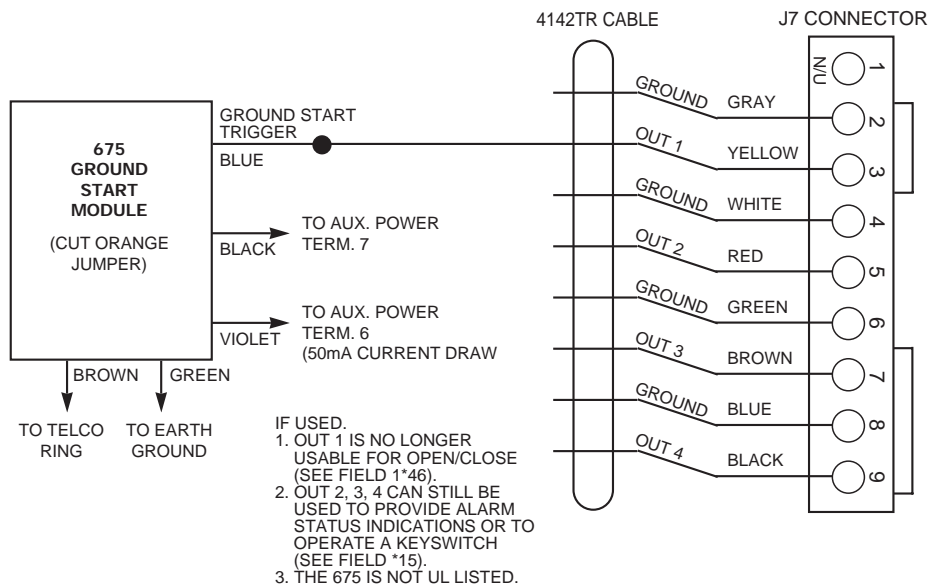 4142TR CABLE
J7 CONNECTOR
675
GROUND
START
MODULE
(CUT ORANGE
JUMPER)
GROUND START
TRIGGER
BLUE
BLACK
TO AUX. POWER
TERM. 7
VIOLET
TO AUX. POWER
TERM. 6
(50mA CURRENT DRAW
BROWN
GREEN
TO TELCO
RING
TO EARTH
GROUND
N/U
1
GROUND GRAY 2
OUT 1 YELLOW 3
GROUND WHITE 4
OUT 2 RED 5
GROUND GREEN 6
OUT 3 BROWN 7
GROUND BLUE 8
OUT 4 BLACK 9
IF USED.
1. OUT 1 IS NO LONGER
USABLE FOR OPEN/CLOSE
(SEE FIELD 1*46).
2. OUT 2, 3, 4 CAN STILL BE
USED TO PROVIDE ALARM
STATUS INDICATIONS OR TO
OPERATE A KEYSWITCH
(SEE FIELD *15).
3. THE 675 IS NOT UL LISTED.